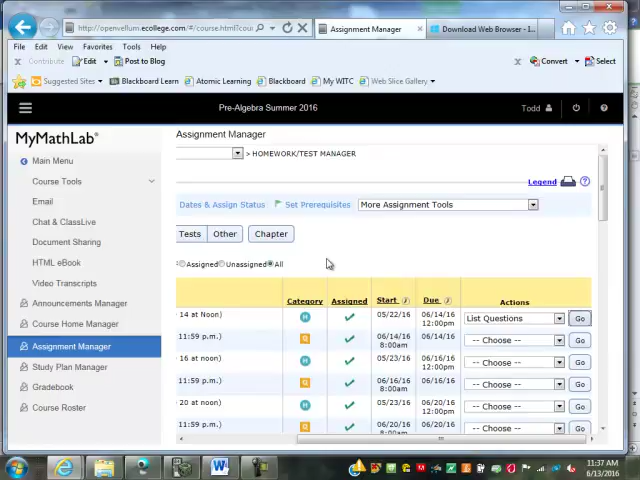 http://openvellum.ecollege.com/#/course.html?cour
Assignment Manager
Download Web Browser - I...
File Edit View Favorites Tools Help
Contribute Edit Post to Blog
Convert Select
Suggested Sites Blackboard Learn Atomic Learning Blackboard My WITC Web Slice Gallery
Pre-Algebra Summer 2016
Todd
MyMathLab®
Main Menu
Course Tools
Email
Chat & ClassLive
Document Sharing
HTML eBook
Video Transcripts
Announcements Manager
Course Home Manager
Assignment Manager
Study Plan Manager
Gradebook
Course Roster
Assignment Manager
> HOMEWORK/TEST MANAGER
Legend
Dates & Assign Status Set Prerequisites More Assignment Tools
Tests Other Chapter
Assigned Unassigned All
Category Assigned Start Due Actions
14 at Noon) H 05/22/16 06/14/16 12:00pm List Questions Go
11:59 p.m.) Q 06/14/16 8:00am 06/14/16 11:59pm -- Choose -- Go
16 at noon) H 05/23/16 06/16/16 12:00pm -- Choose -- Go
11:59 p.m.) Q 06/16/16 8:00am 06/16/16 11:59pm -- Choose -- Go
20 at noon) H 05/23/16 06/20/16 12:00pm -- Choose -- Go
11:59 p.m.) Q 06/20/16 8:00am 06/20/16 -- Choose -- Go
11:37 AM
6/13/2016